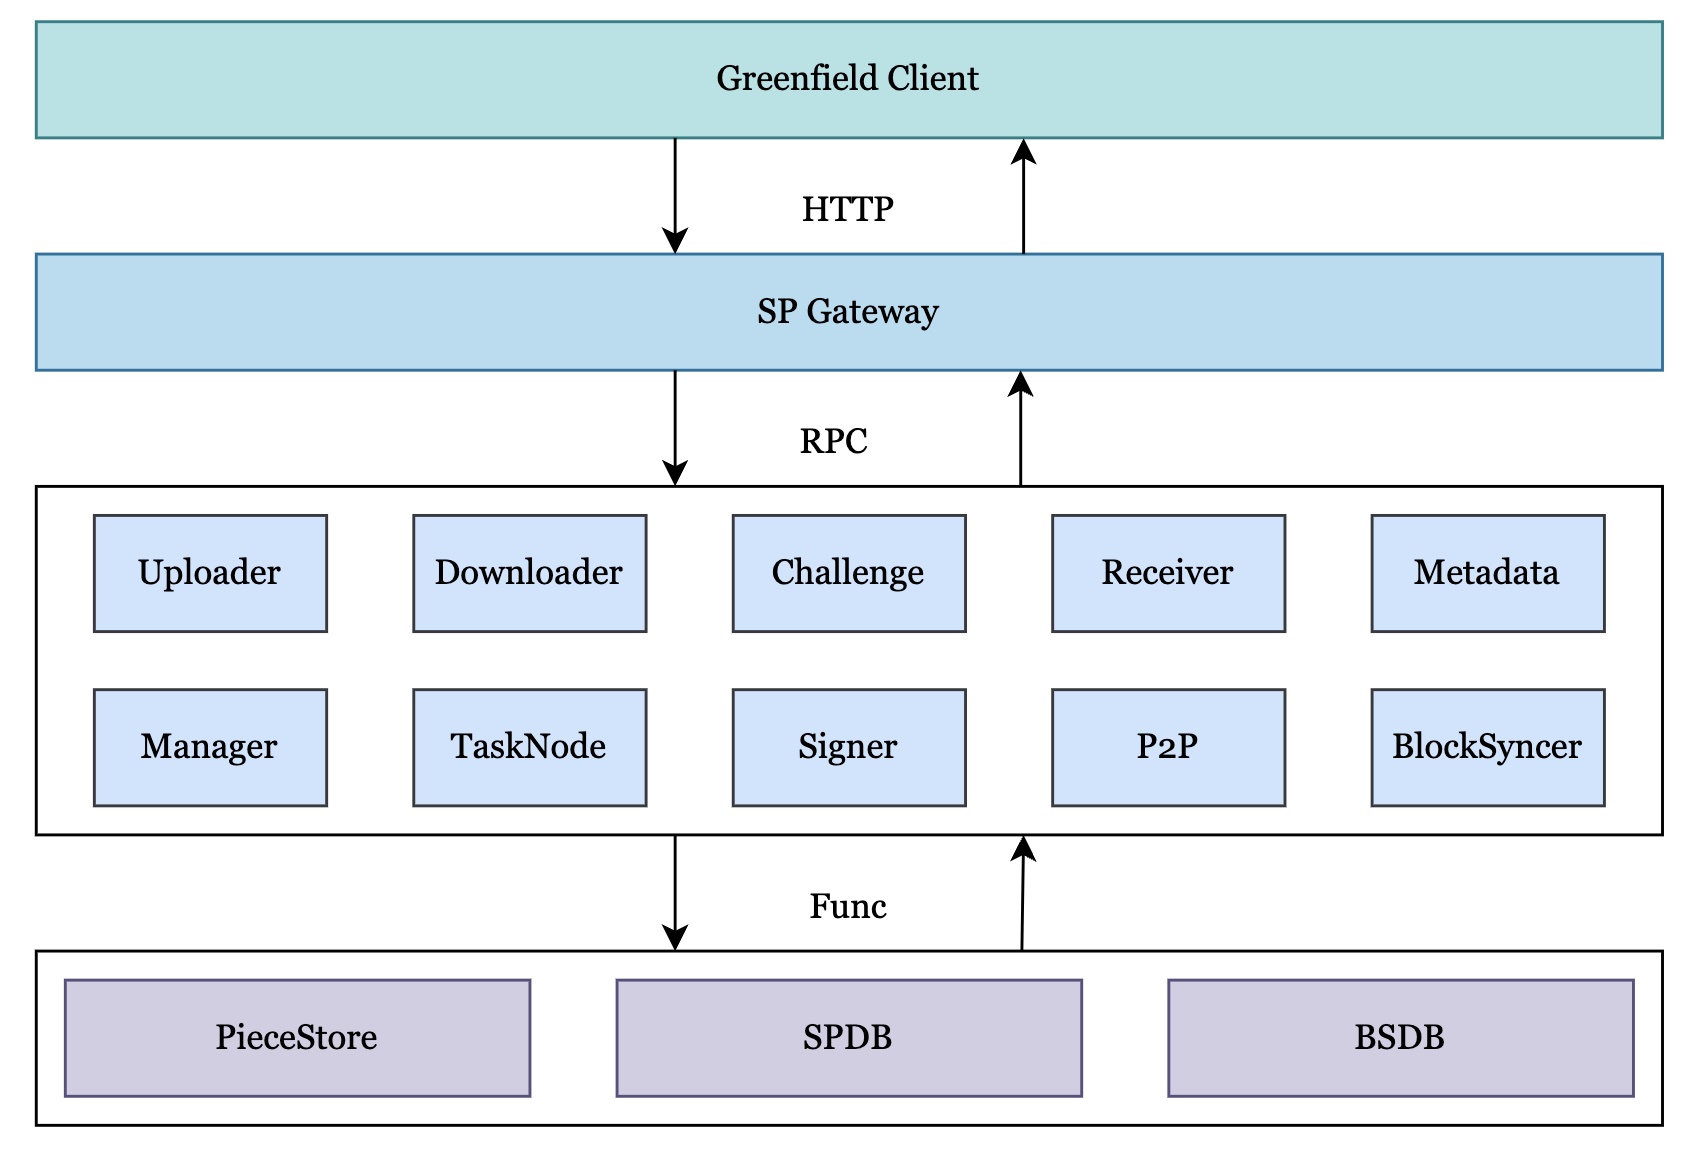 Greenfield Client
HTTP
SP Gateway
RPC
Uploader
Downloader
Challenge
Receiver
Metadata
Manager
TaskNode
Signer
P2P
BlockSyncer
Func
PieceStore
SPDB
BSDB